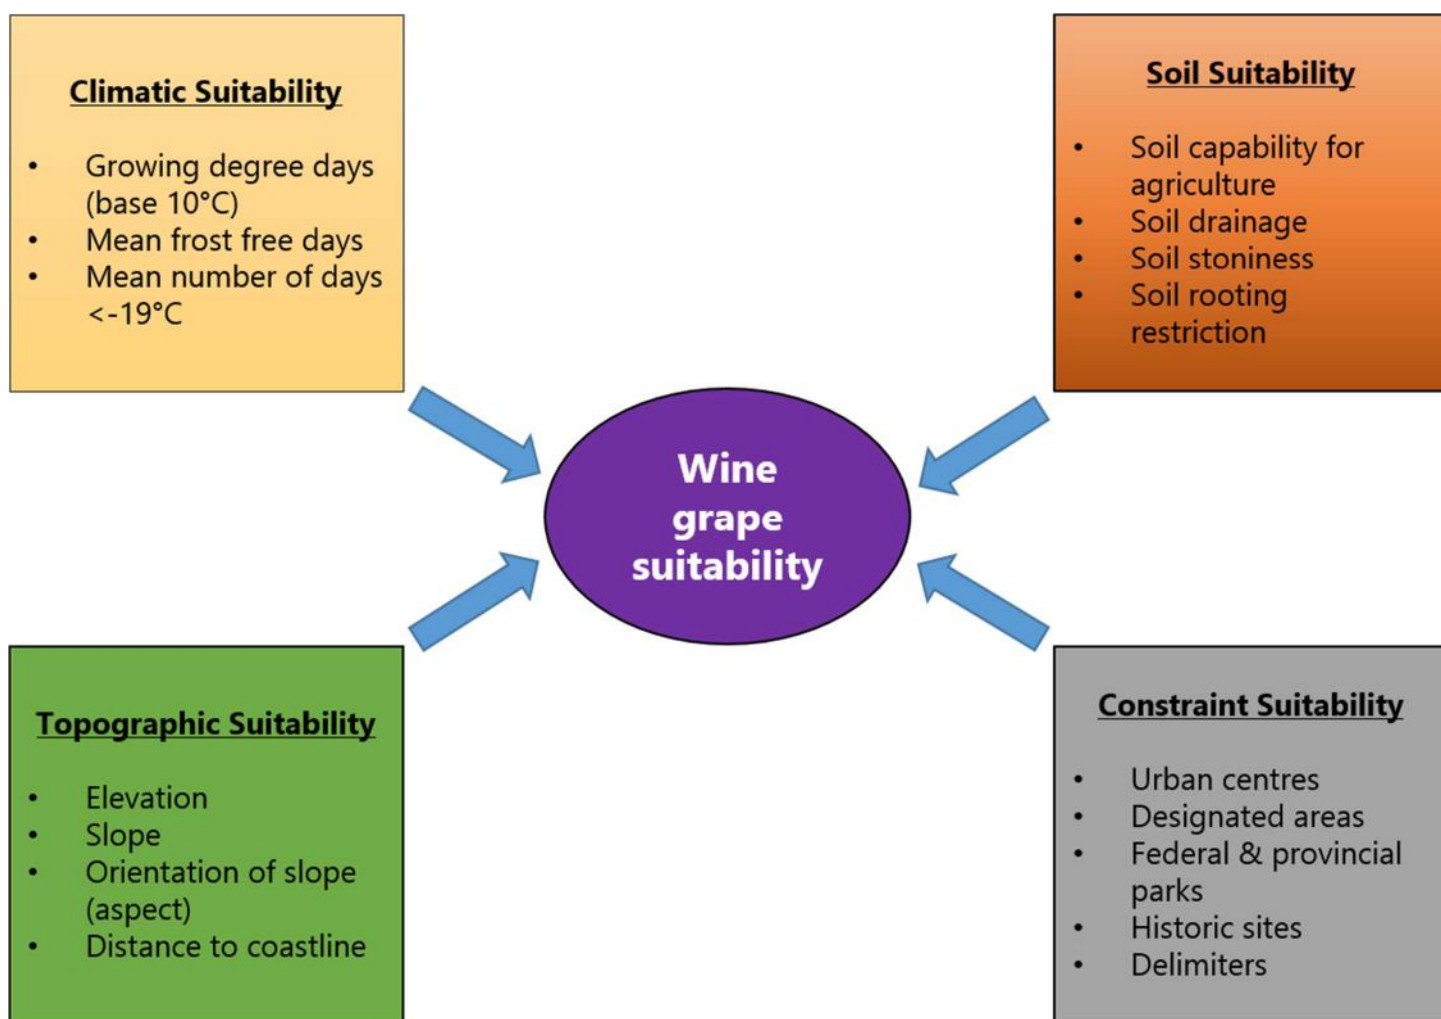 Climatic Suitability
• Growing degree days
(base 10°C)
• Mean frost free days
• Mean number of days
<-19°C
Soil Suitability
• Soil capability for
agriculture
• Soil drainage
• Soil stoniness
• Soil rooting
restriction
Wine
grape
suitability
Topographic Suitability
• Elevation
• Slope
• Orientation of slope
(aspect)
• Distance to coastline
Constraint Suitability
• Urban centres
• Designated areas
• Federal & provincial
parks
• Historic sites
• Delimiters